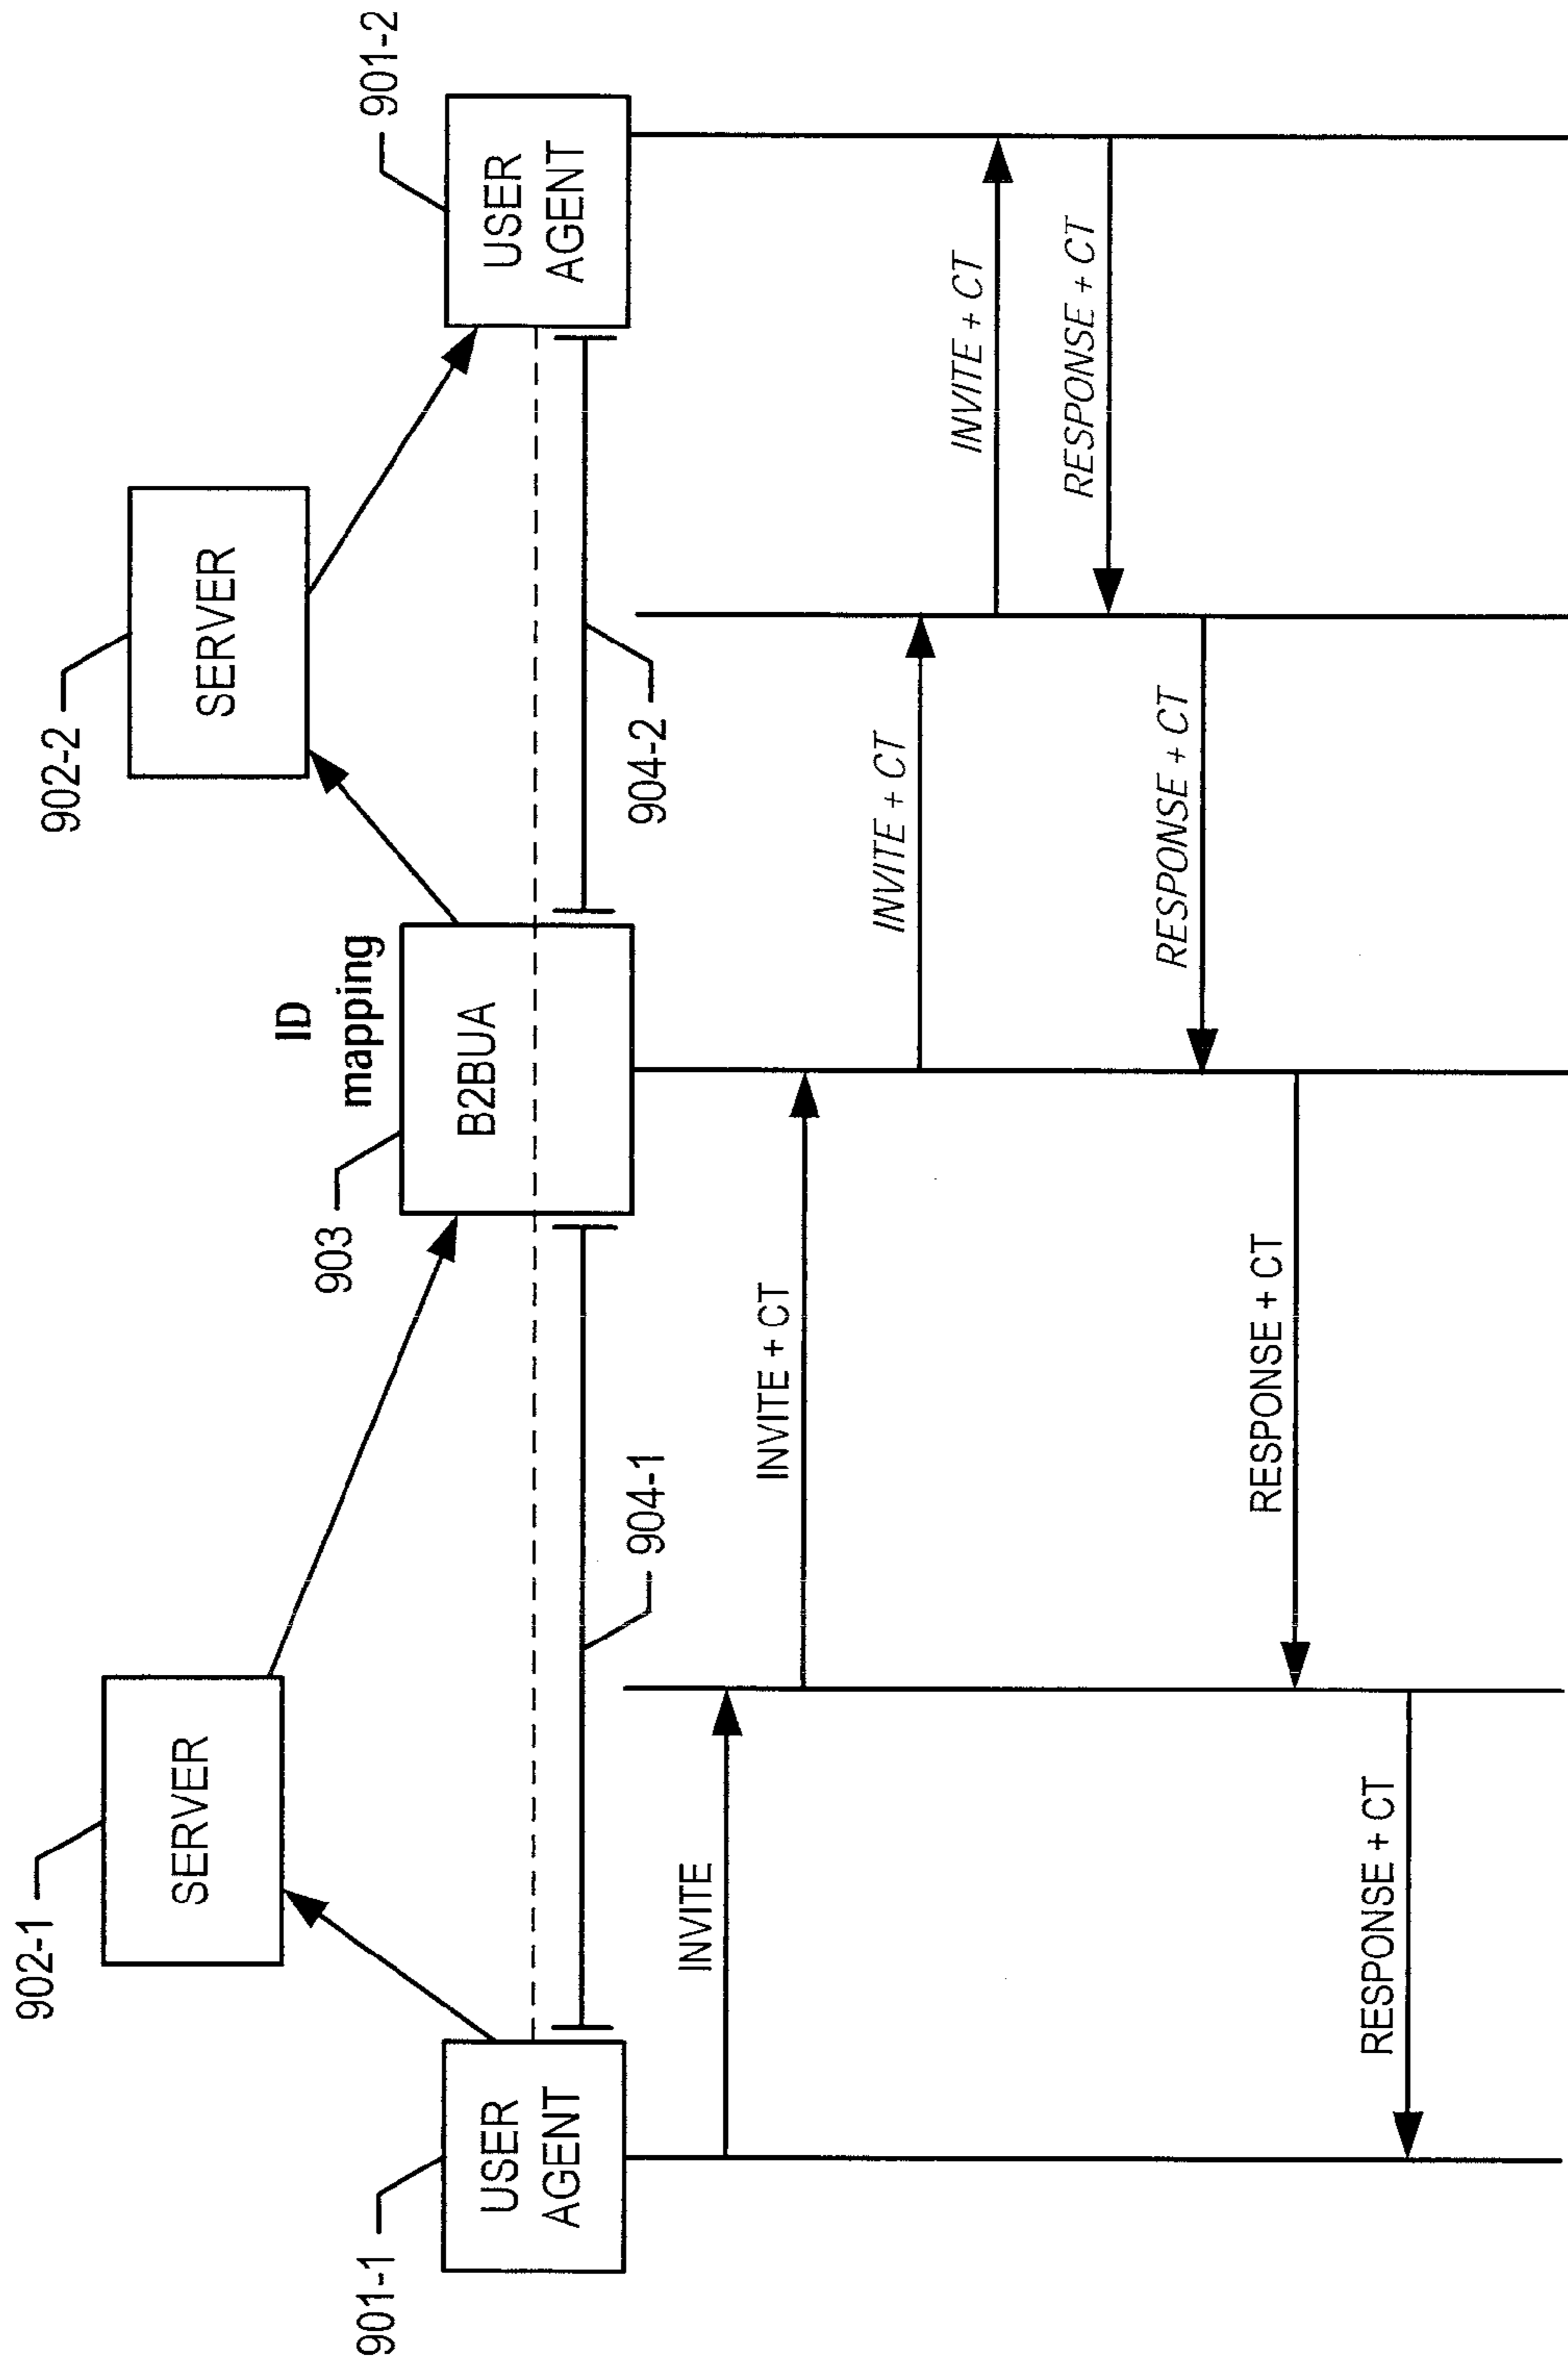 902-1
SERVER
902-2
SERVER
ID
mapping
901-1
USER
AGENT
903
B2BUA
901-2
USER
AGENT
904-1
904-2
INVITE
INVITE + CT
INVITE + CT
INVITE + CT
RESPONSE + CT
RESPONSE + CT
RESPONSE + CT
RESPONSE + CT